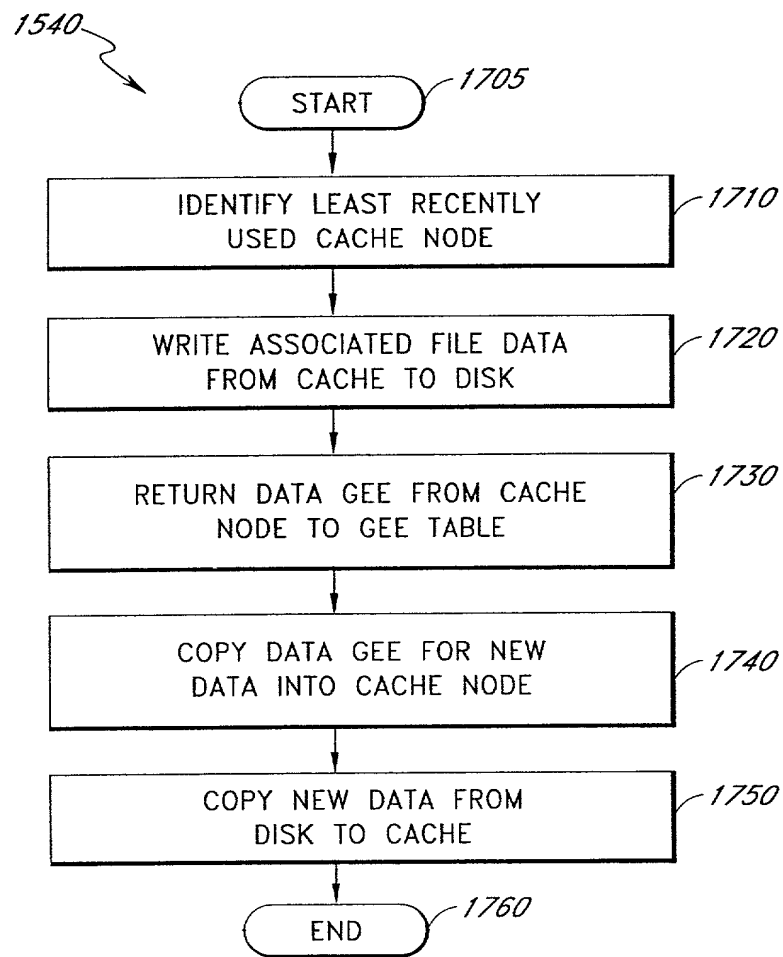 1540
START
1705
IDENTIFY LEAST RECENTLY
USED CACHE NODE
1710
WRITE ASSOCIATED FILE DATA
FROM CACHE TO DISK
1720
RETURN DATA GEE FROM CACHE
NODE TO GEE TABLE
1730
COPY DATA GEE FOR NEW
DATA INTO CACHE NODE
1740
COPY NEW DATA FROM
DISK TO CACHE
1750
END
1760